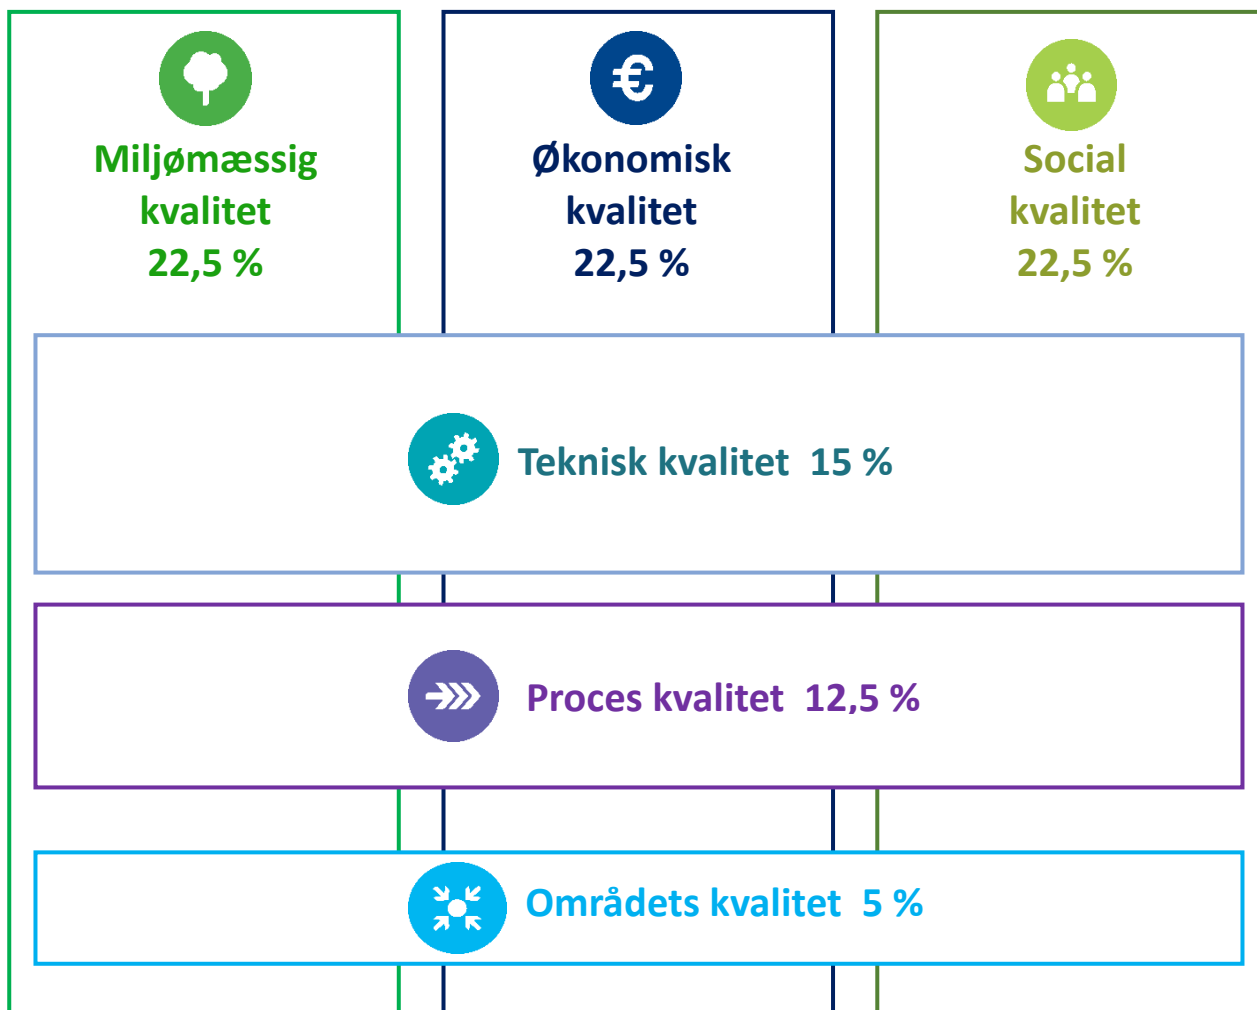 Miljømæssig
kvalitet
22,5 %
Økonomisk
kvalitet
22,5 %
Social
kvalitet
22,5 %
Teknisk kvalitet 15 %
Proces kvalitet 12,5 %
Områdets kvalitet 5 %